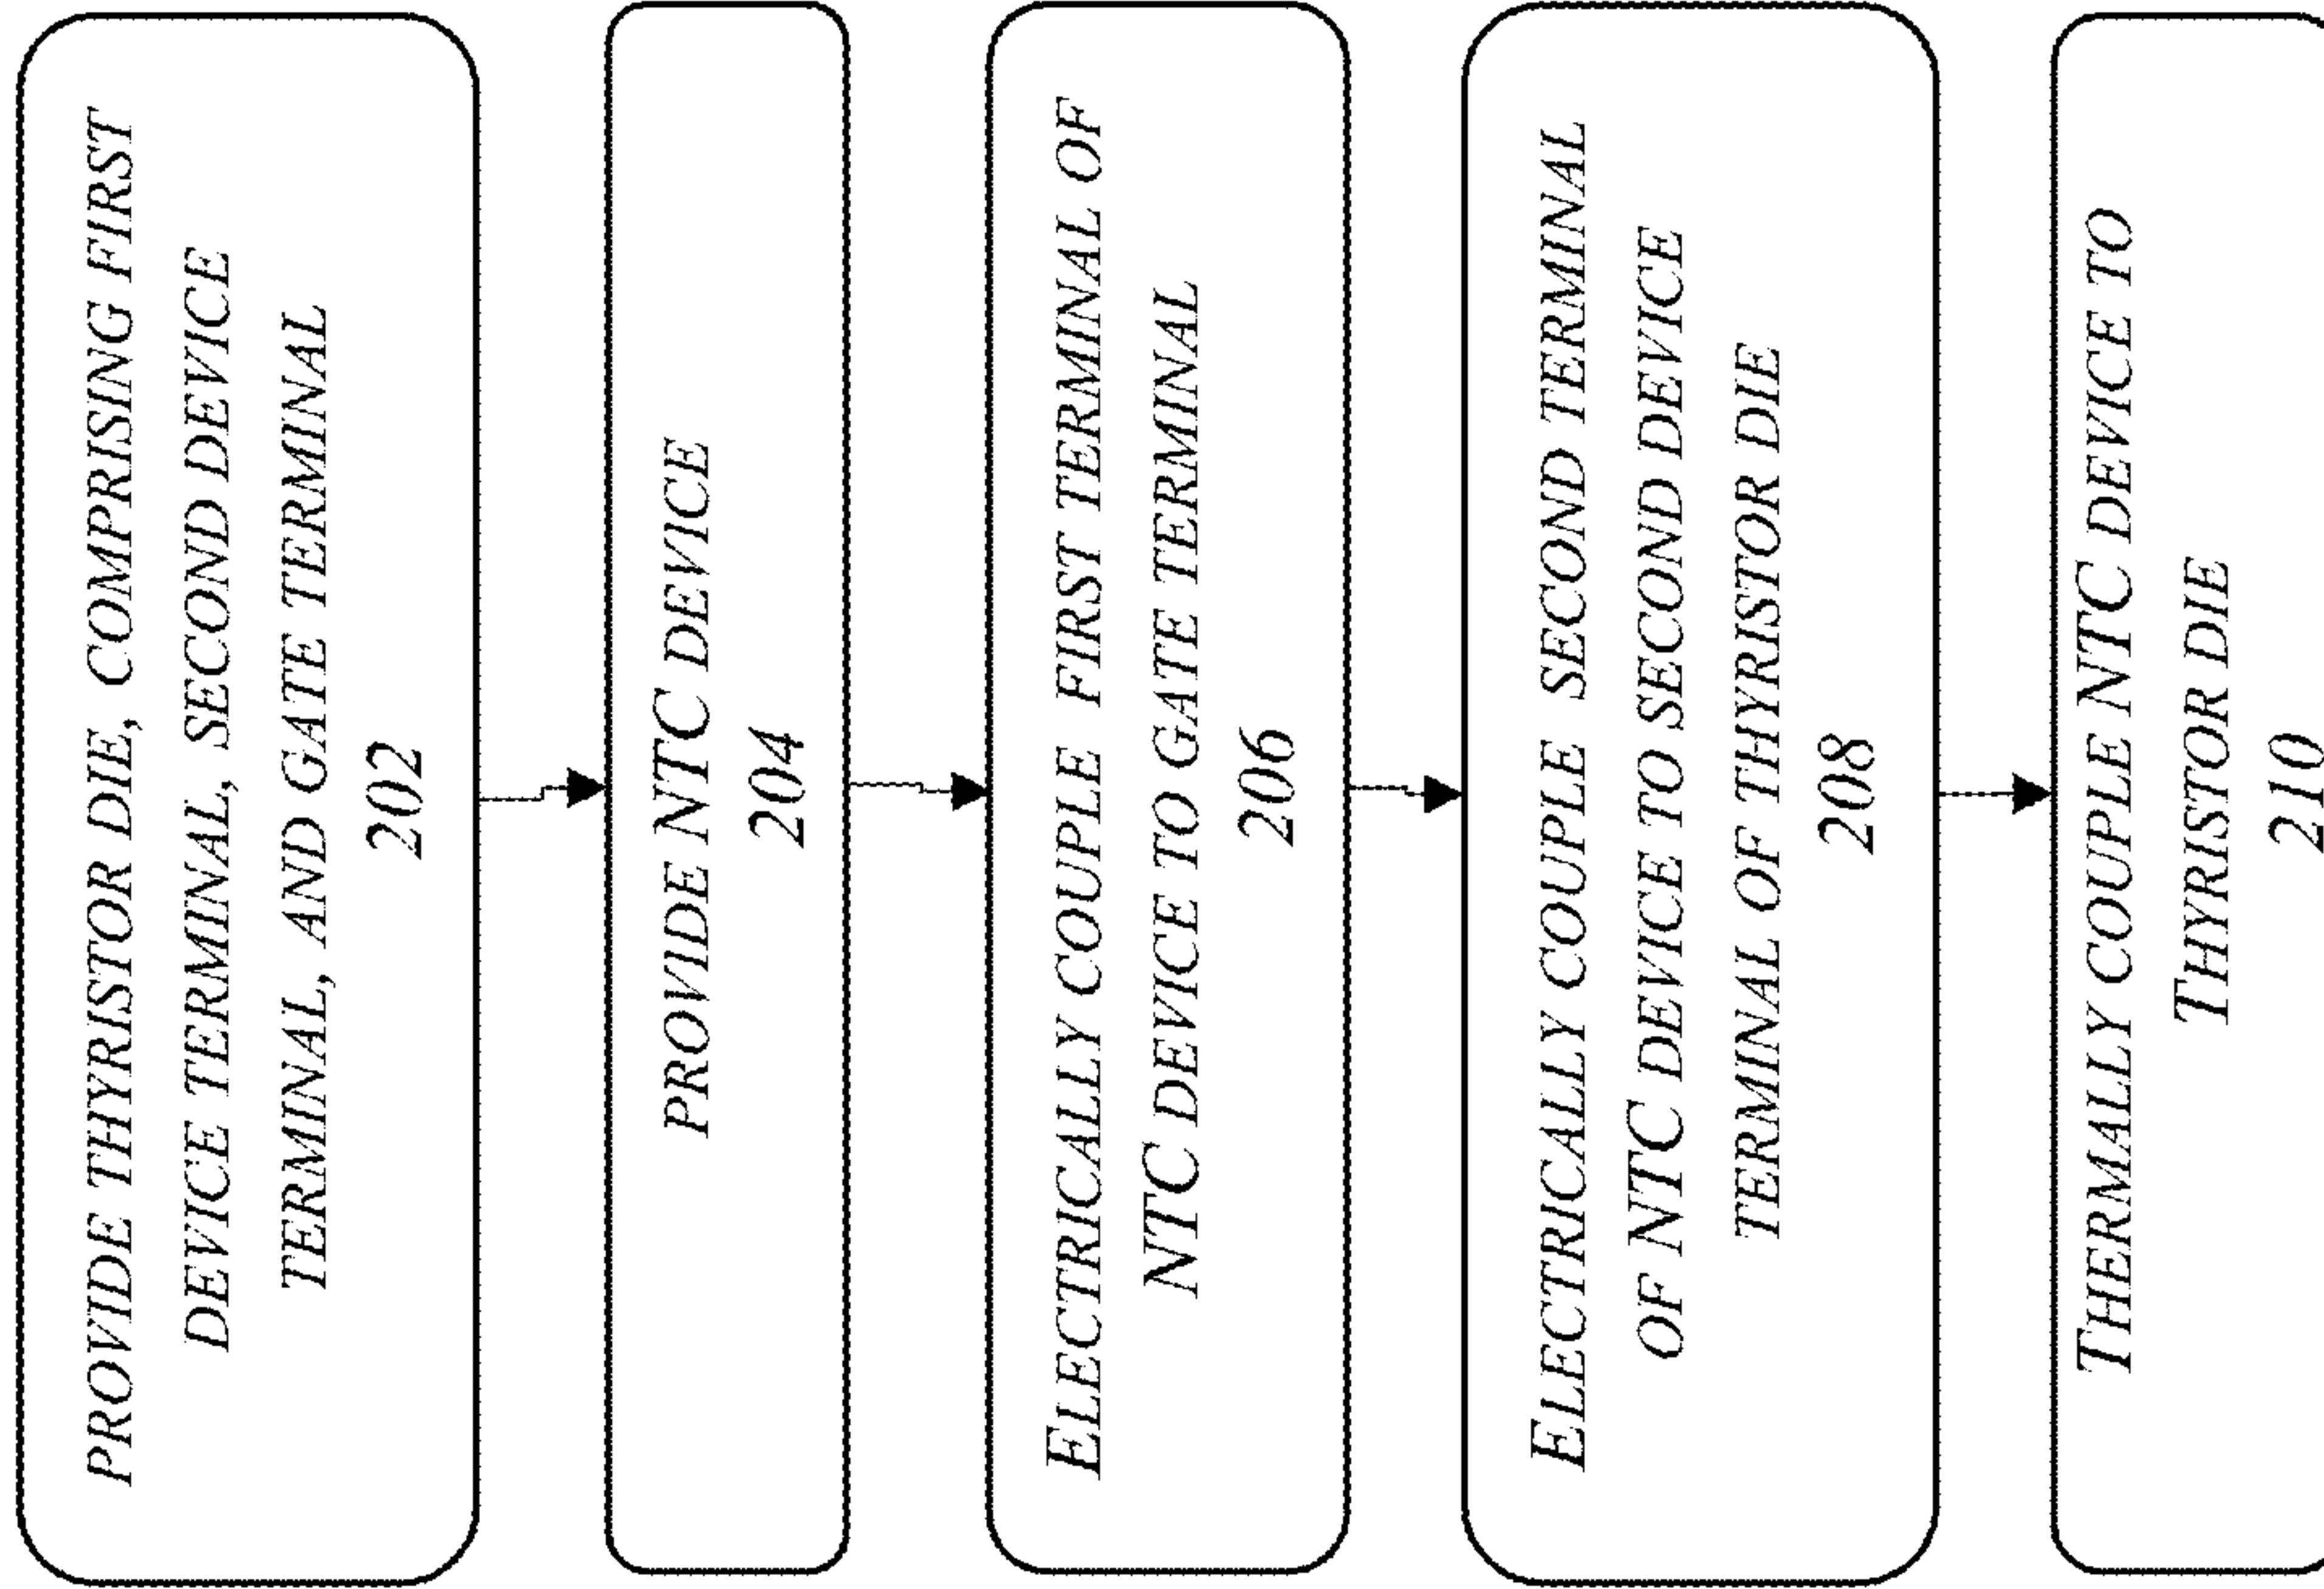 PROVIDE THYRISTOR DIE, COMPRISING FIRST
DEVICE TERMINAL, SECOND DEVICE
TERMINAL, AND GATE TERMINAL
202
PROVIDE NTC DEVICE
204
ELECTRICALLY COUPLE FIRST TERMINAL OF
NTC DEVICE TO GATE TERMINAL
206
ELECTRICALLY COUPLE SECOND TERMINAL
OF NTC DEVICE TO SECOND DEVICE
TERMINAL OF THYRISTOR DIE
208
THERMALLY COUPLE NTC DEVICE TO
THYRISTOR DIE
210